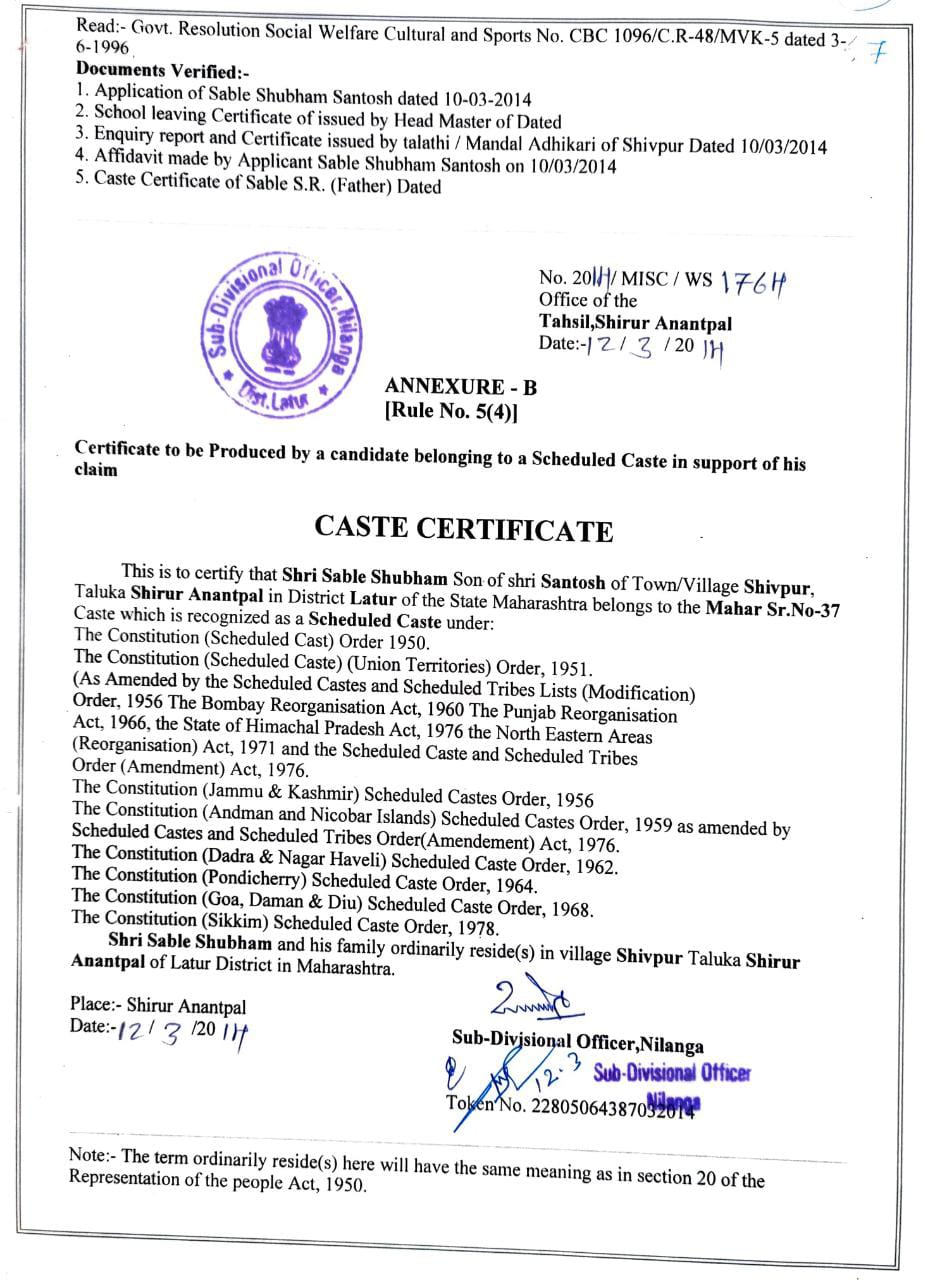 Read:- Govt. Resolution Social Welfare Cultural and Sports No. CBC 1096/C.R-48/MVK-5 dated 3-
6-1996
7
Documents Verified:-
1. Application of Sable Shubham Santosh dated 10-03-2014
2. School leaving Certificate of issued by Head Master of Dated
3. Enquiry report and Certificate issued by talathi / Mandal Adhikari of Shivpur Dated 10/03/2014
4. Affidavit made by Applicant Sable Shubham Santosh on 10/03/2014
5. Caste Certificate of Sable S.R. (Father) Dated
Sub-Divisional Officer, Nilanga
Dist. Latur
No. 2014/ MISC / WS 1764
Office of the
Tahsil,Shirur Anantpal
Date:-12 / 3 / 20 14
ANNEXURE - B
[Rule No. 5(4)]
Certificate to be Produced by a candidate belonging to a Scheduled Caste in support of his
claim
CASTE CERTIFICATE
This is to certify that Shri Sable Shubham Son of shri Santosh of Town/Village Shivpur,
Taluka Shirur Anantpal in District Latur of the State Maharashtra belongs to the Mahar Sr.No-37
Caste which is recognized as a Scheduled Caste under:
The Constitution (Scheduled Cast) Order 1950.
The Constitution (Scheduled Caste) (Union Territories) Order, 1951.
(As Amended by the Scheduled Castes and Scheduled Tribes Lists (Modification)
Order, 1956 The Bombay Reorganisation Act, 1960 The Punjab Reorganisation
Act, 1966, the State of Himachal Pradesh Act, 1976 the North Eastern Areas
(Reorganisation) Act, 1971 and the Scheduled Caste and Scheduled Tribes
Order (Amendment) Act, 1976.
The Constitution (Jammu & Kashmir) Scheduled Castes Order, 1956
The Constitution (Andman and Nicobar Islands) Scheduled Castes Order, 1959 as amended by
Scheduled Castes and Scheduled Tribes Order(Amendement) Act, 1976.
The Constitution (Dadra & Nagar Haveli) Scheduled Caste Order, 1962.
The Constitution (Pondicherry) Scheduled Caste Order, 1964.
The Constitution (Goa, Daman & Diu) Scheduled Caste Order, 1968.
The Constitution (Sikkim) Scheduled Caste Order, 1978.
Shri Sable Shubham and his family ordinarily reside(s) in village Shivpur Taluka Shirur
Anantpal of Latur District in Maharashtra.
Place:- Shirur Anantpal
Date:-12 / 3 /20 14
Sub-Divisional Officer,Nilanga
12.3
Sub-Divisional Officer
Nilanga
Token No. 22805064387032014
Note:- The term ordinarily reside(s) here will have the same meaning as in section 20 of the
Representation of the people Act, 1950.